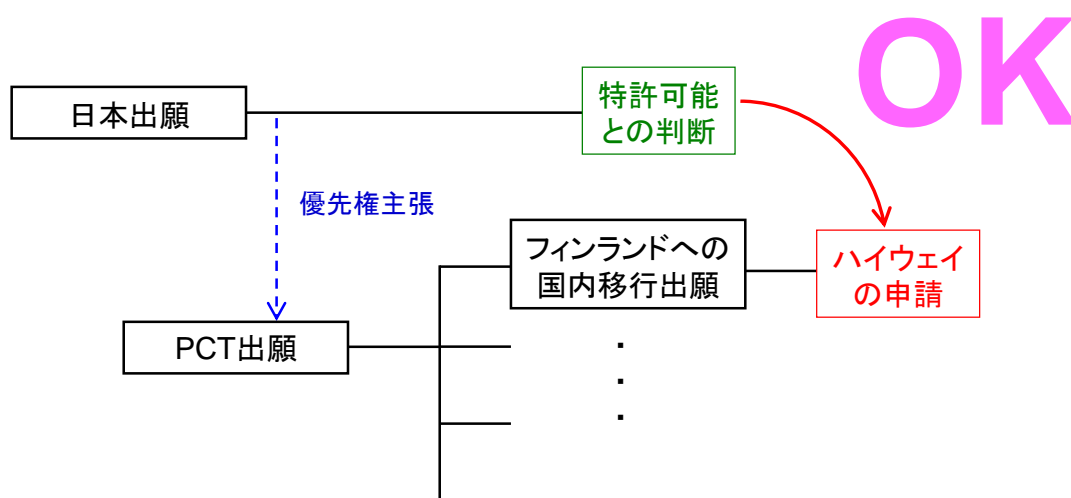 OK
日本出願
特許可能
との判断
優先権主張
フィンランドへの
国内移行出願
ハイウェイ
の申請
PCT出願
・
・
・